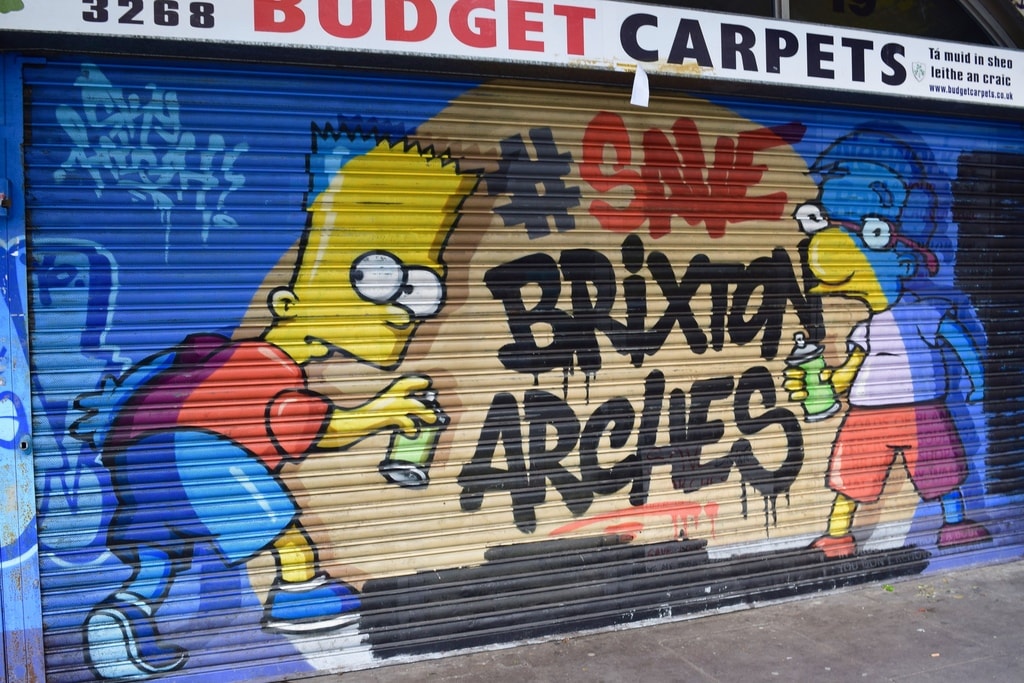 3268 BUDGET CARPETS
Tá muid in sheo
leithe an craic
www.budgetcarpets.co.uk
#SAVE
BRIXTON
ARCHES